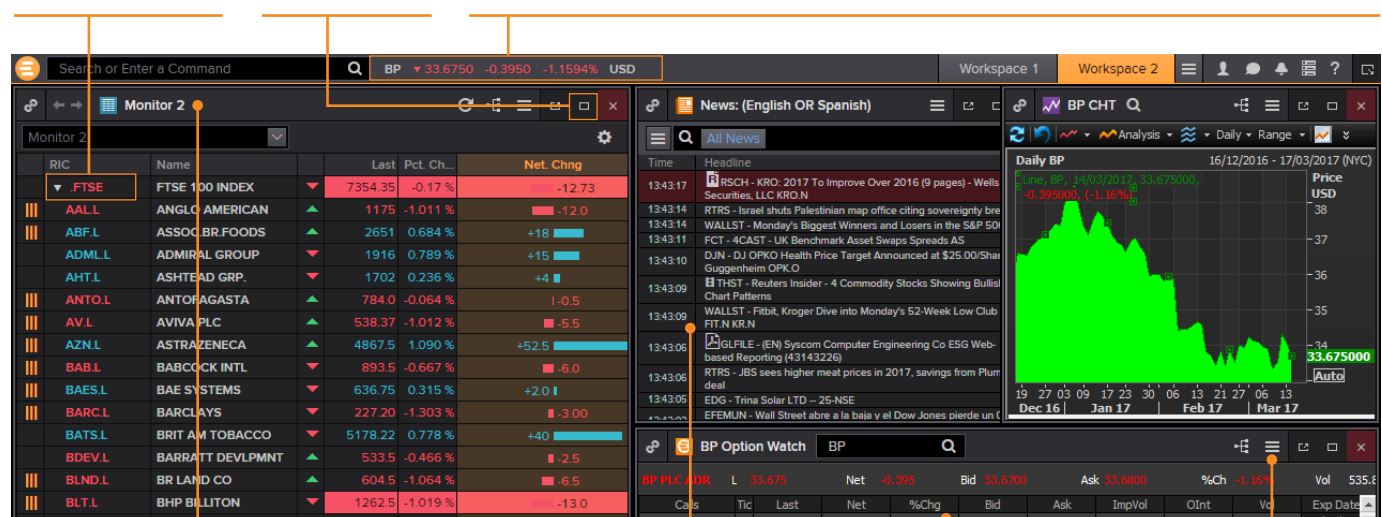 Search or Enter a Command BP ▼ 33.6750 -0.3950 -1.1594% USD Workspace 1 Workspace 2 ?
Monitor 2
Monitor 2
RIC Name Last Pct. Ch... Net. Chng
▼ .FTSE FTSE 100 INDEX 7354.35 -0.17 % -12.73
AAL.L ANGLO AMERICAN 1175 -1.011 % -12.0
ABF.L ASSOC.BR.FOODS 2651 0.684 % +18
ADML.L ADMIRAL GROUP 1916 0.789 % +15
AHT.L ASHTEAD GRP. 1702 0.236 % +4
ANTO.L ANTOFAGASTA 784.0 -0.064 % -0.5
AV.L AVIVA PLC 538.37 -1.012 % -5.5
AZN.L ASTRAZENECA 4867.5 1.090 % +52.5
BAB.L BABCOCK INTL 893.5 -0.667 % -6.0
BAES.L BAE SYSTEMS 636.75 0.315 % +2.0
BARC.L BARCLAYS 227.20 -1.303 % -3.00
BATS.L BRIT AM TOBACCO 5178.22 0.778 % +40
BDEV.L BARRATT DEVLPMNT 533.5 -0.466 % -2.5
BLND.L BR LAND CO 604.5 -1.064 % -6.5
BLT.L BHP BILLITON 1262.5 -1.019 % -13.0
News: (English OR Spanish)
All News
Time Headline
13:43:17 RSCH - KRO: 2017 To Improve Over 2016 (9 pages) - Wells
Securities, LLC KRO.N
13:43:14 RTRS - Israel shuts Palestinian map office citing sovereignty bre
13:43:14 WALLST - Monday's Biggest Winners and Losers in the S&P 50
13:43:11 FCT - 4CAST - UK Benchmark Asset Swaps Spreads AS
13:43:10 DJN - DJ OPKO Health Price Target Announced at $25.00/Shar
Guggenheim OPK.O
13:43:09 THST - Reuters Insider - 4 Commodity Stocks Showing Bullis
Chart Patterns
13:43:09 WALLST - Fitbit, Kroger Dive into Monday's 52-Week Low Club
FIT.N KR.N
13:43:06 GLFILE - (EN) Syscom Computer Engineering Co ESG Web-
based Reporting (43143226)
13:43:06 RTRS - JBS sees higher meat prices in 2017, savings from Plum
deal
13:43:05 EDG - Trina Solar LTD -- 25-NSE
EFEMUN - Wall Street abre a la baja y el Dow Jones pierde un
BP CHT
Analysis Daily Range
Daily BP 16/12/2016 - 17/03/2017 (NYC)
Line, BP, 14/03/2017, 33.675000,
-0.395000, (-1.16%)
Price
USD
38
37
36
35
34
33.675000
Auto
19 27 03 09 17 23 30 06 13 21 27 06 13
Dec 16 Jan 17 Feb 17 Mar 17
BP Option Watch BP
BP PLC ADR L 33.675 Net -0.395 Bid 33.6700 Ask 33.6800 %Ch -1.16% Vol 535.8
Calls Tic Last Net %Chg Bid Ask ImpVol OInt Vol Exp Date